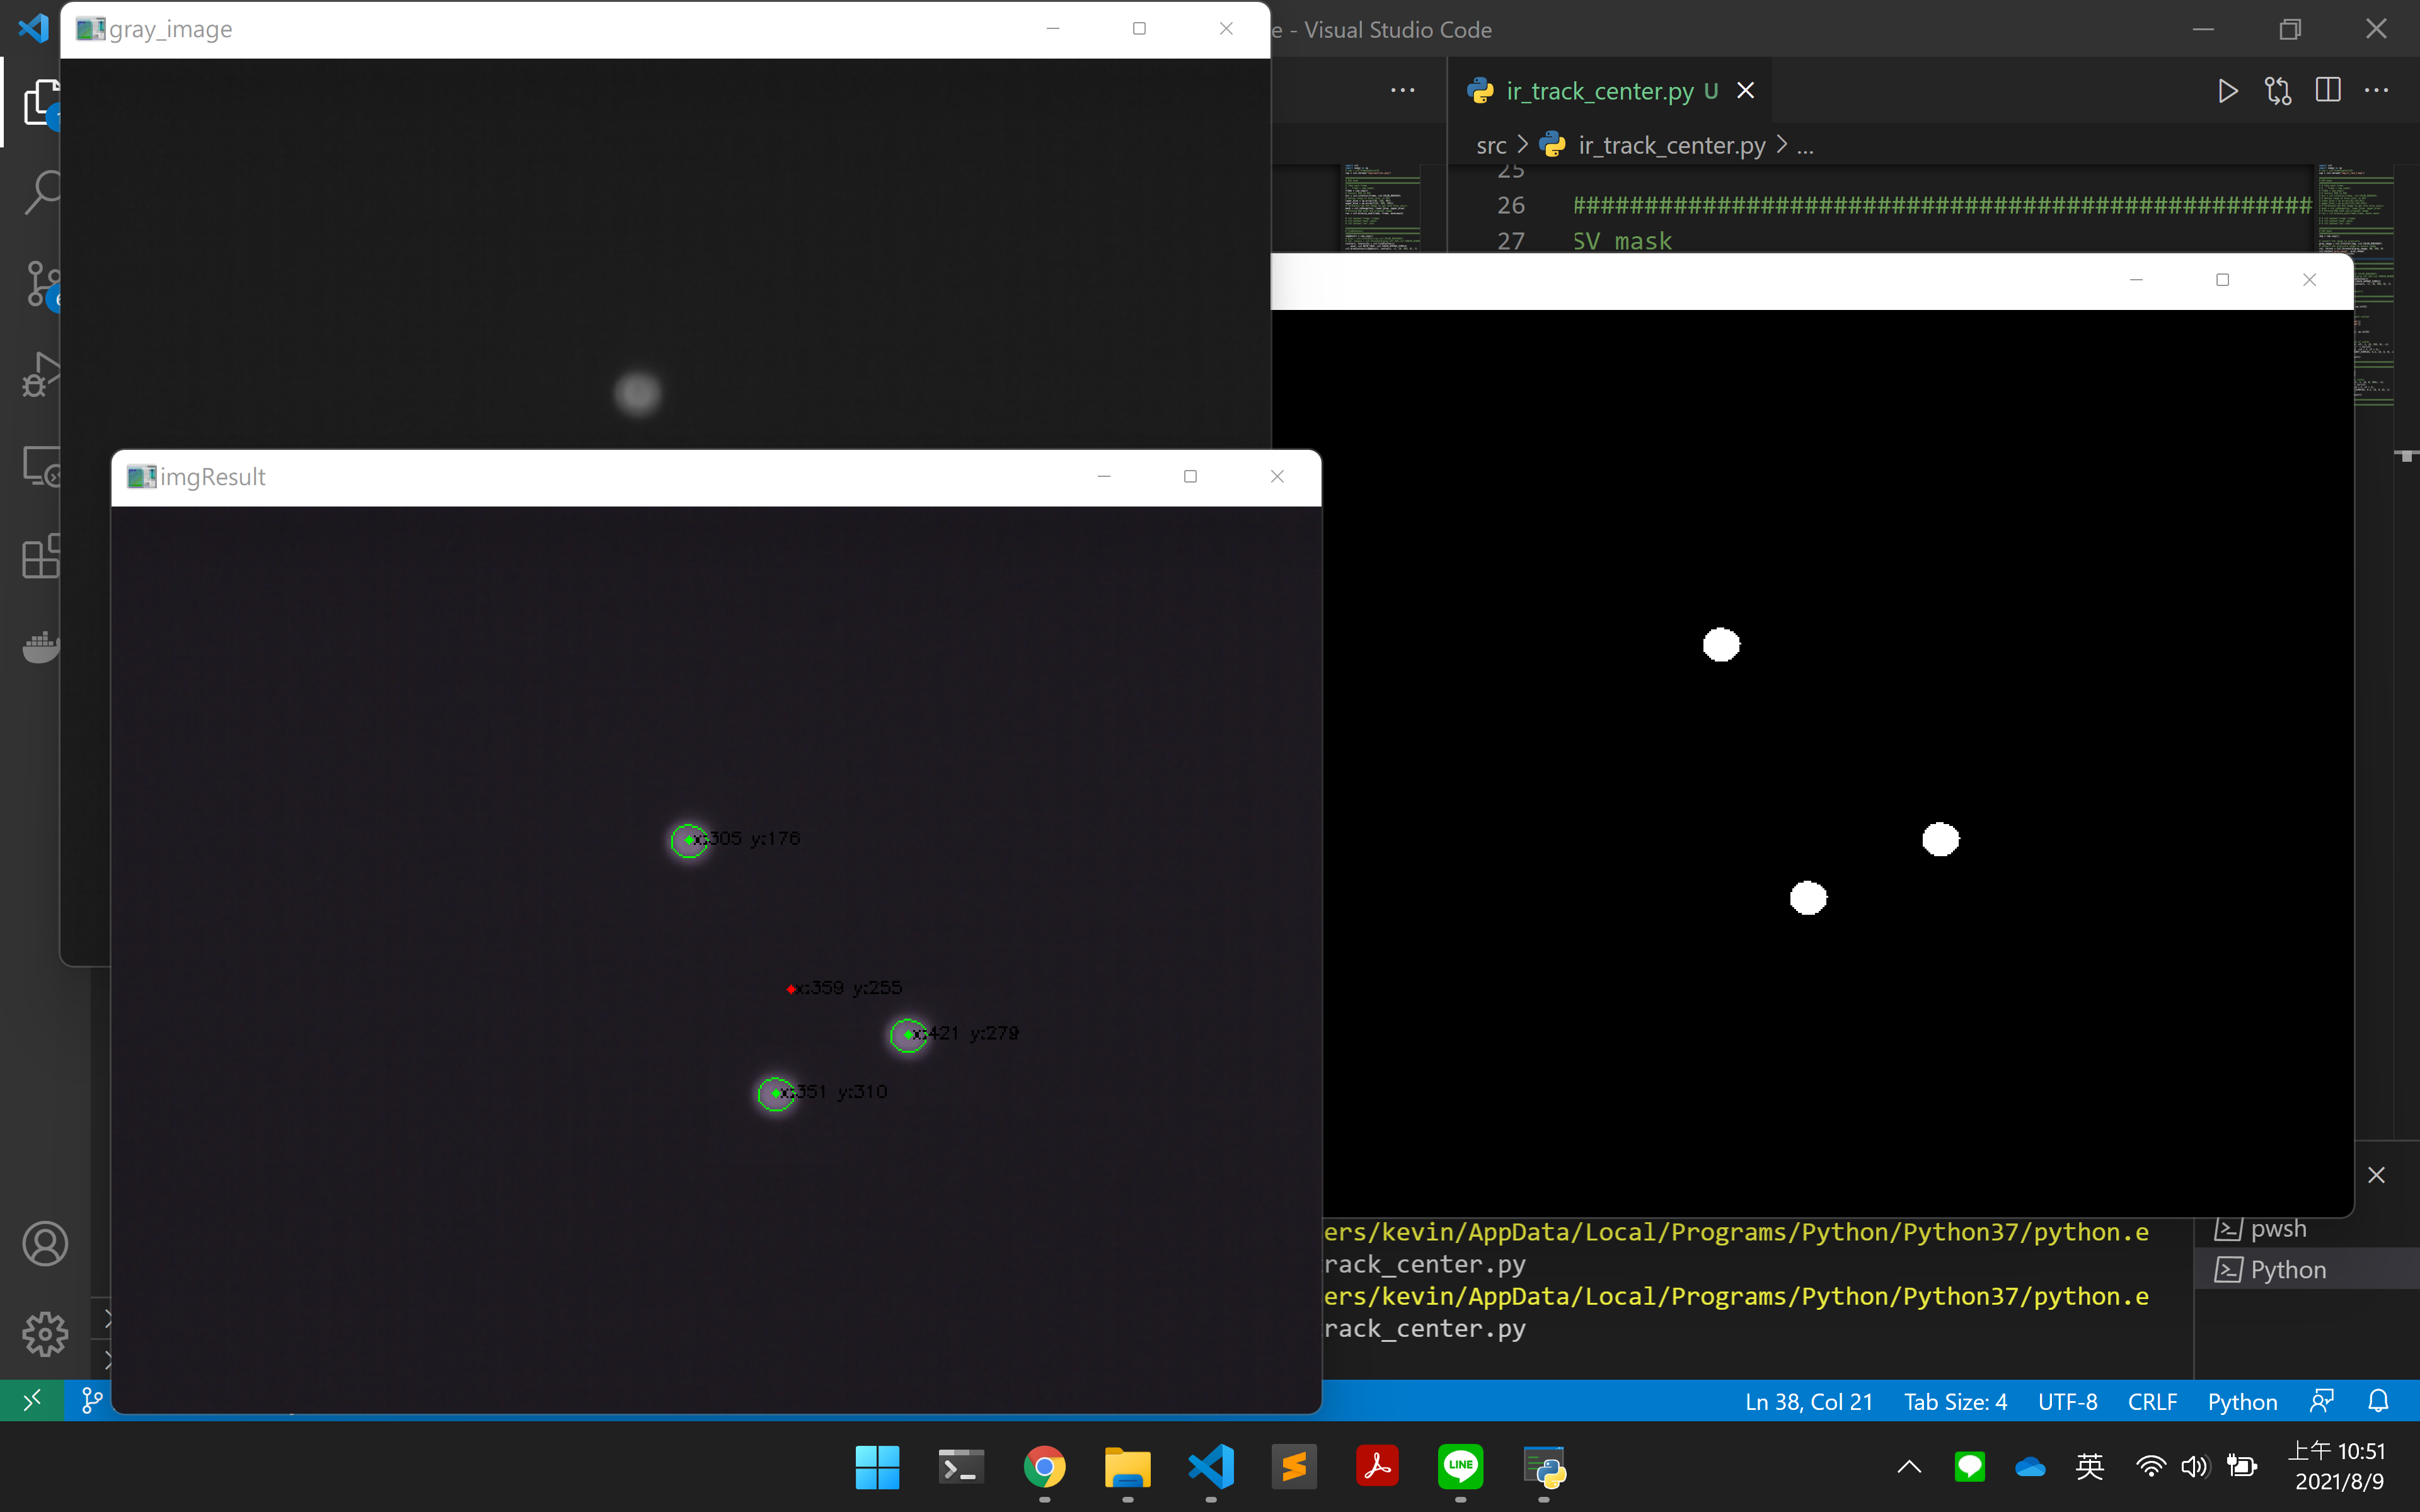 gray_image
e - Visual Studio Code
ir_track_center.py U
src > ir_track_center.py > ...
25
26 ###################################################
27 SV mask
imgResult
x:305 y:176
x:359 y:255
x:421 y:279
x:351 y:310
ers/kevin/AppData/Local/Programs/Python/Python37/python.e
rack_center.py
ers/kevin/AppData/Local/Programs/Python/Python37/python.e
rack_center.py
pwsh
Python
Ln 38, Col 21
Tab Size: 4
UTF-8
CRLF
Python
LINE
英
上午 10:51
2021/8/9